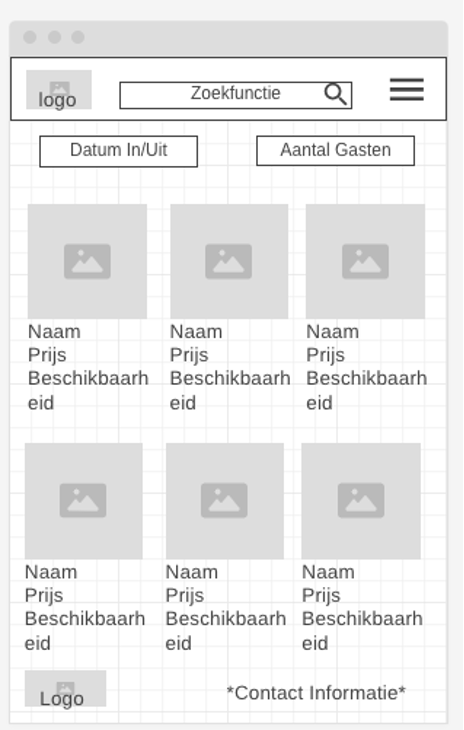 logo
Zoekfunctie
Datum In/Uit
Aantal Gasten
Naam
Prijs
Beschikbaarh
eid
Naam
Prijs
Beschikbaarh
eid
Naam
Prijs
Beschikbaarh
eid
Naam
Prijs
Beschikbaarh
eid
Naam
Prijs
Beschikbaarh
eid
Naam
Prijs
Beschikbaarh
eid
Logo
*Contact Informatie*